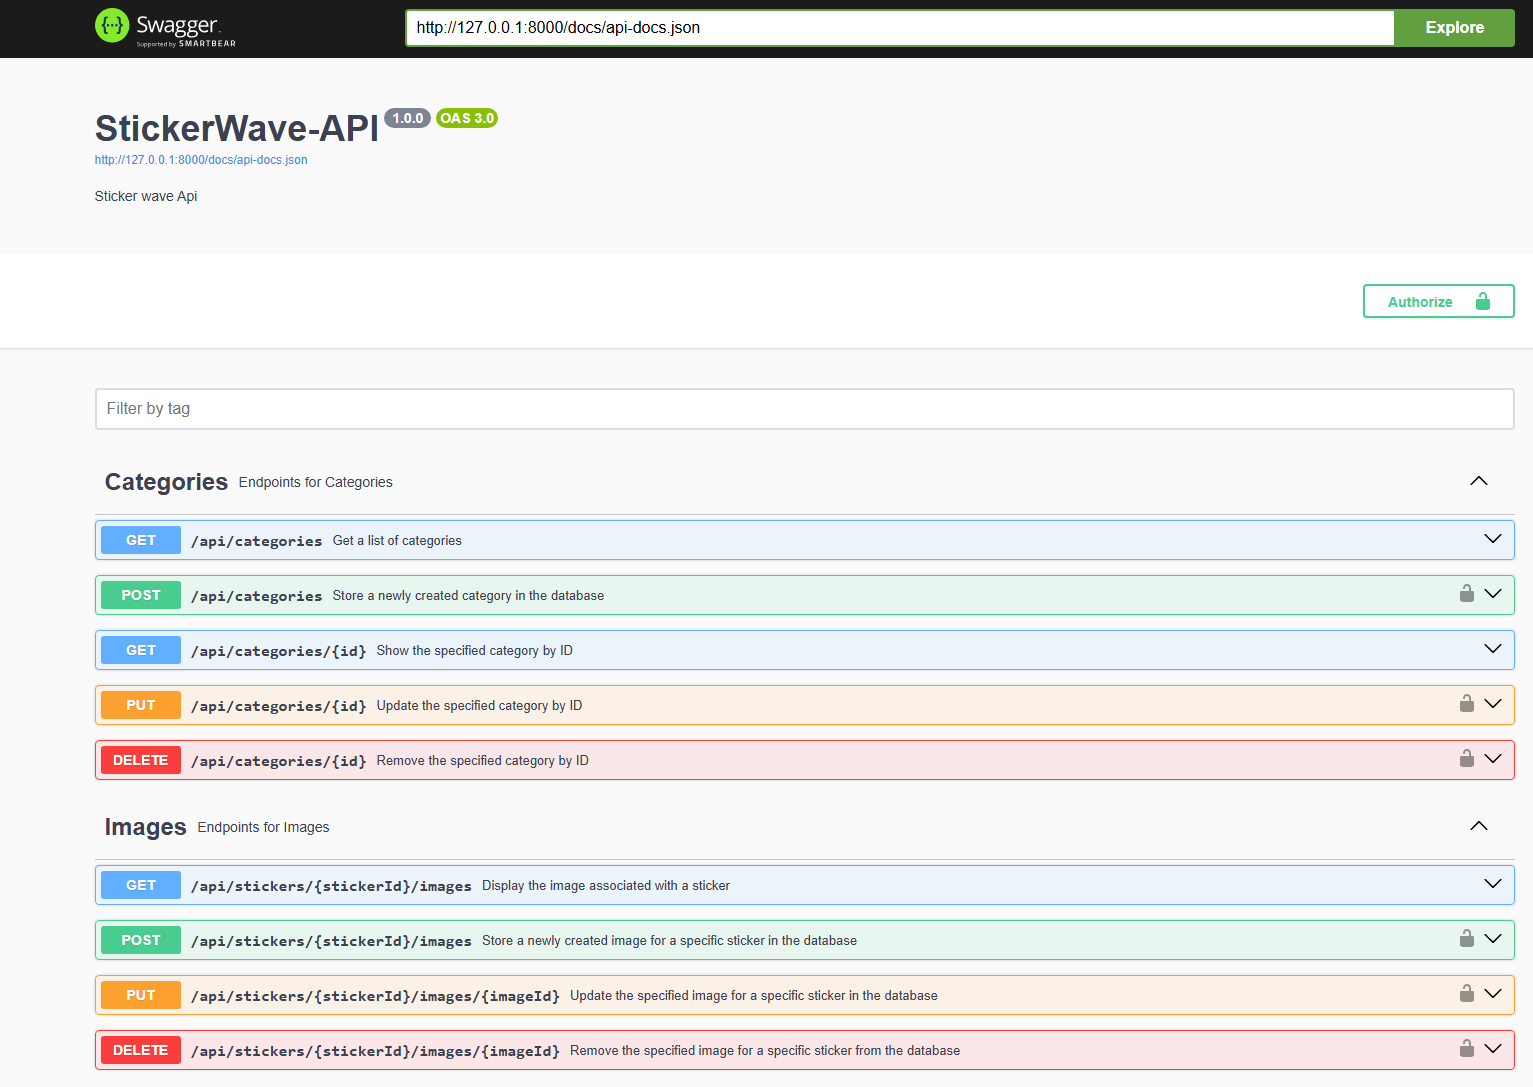 Swagger
Supported by SMARTBEAR
http://127.0.0.1:8000/docs/api-docs.json
Explore
StickerWave-API 1.0.0 OAS 3.0
http://127.0.0.1:8000/docs/api-docs.json
Sticker wave Api
Authorize
Filter by tag
Categories Endpoints for Categories
GET /api/categories Get a list of categories
POST /api/categories Store a newly created category in the database
GET /api/categories/{id} Show the specified category by ID
PUT /api/categories/{id} Update the specified category by ID
DELETE /api/categories/{id} Remove the specified category by ID
Images Endpoints for Images
GET /api/stickers/{stickerId}/images Display the image associated with a sticker
POST /api/stickers/{stickerId}/images Store a newly created image for a specific sticker in the database
PUT /api/stickers/{stickerId}/images/{imageId} Update the specified image for a specific sticker in the database
DELETE /api/stickers/{stickerId}/images/{imageId} Remove the specified image for a specific sticker from the database